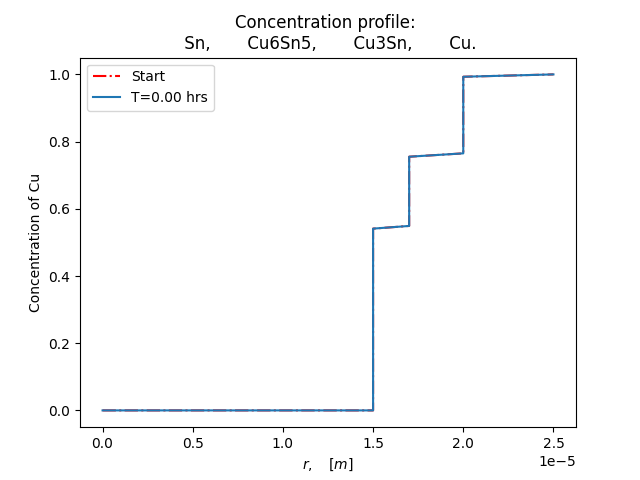 Concentration profile:
Sn, Cu6Sn5, Cu3Sn, Cu.
Start
T=0.00 hrs
1.0
0.8
0.6
0.4
0.2
0.0
Concentration of Cu
0.0 0.5 1.0 1.5 2.0 2.5
1e−5
r, [m]